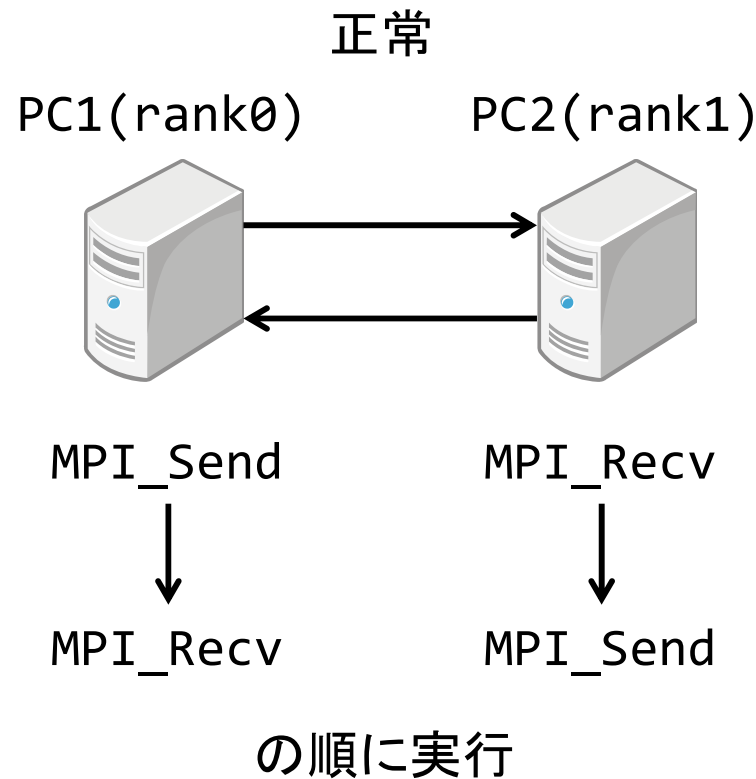 正常
PC1(rank0) PC2(rank1)
MPI_Send MPI_Recv
MPI_Recv MPI_Send
の順に実行